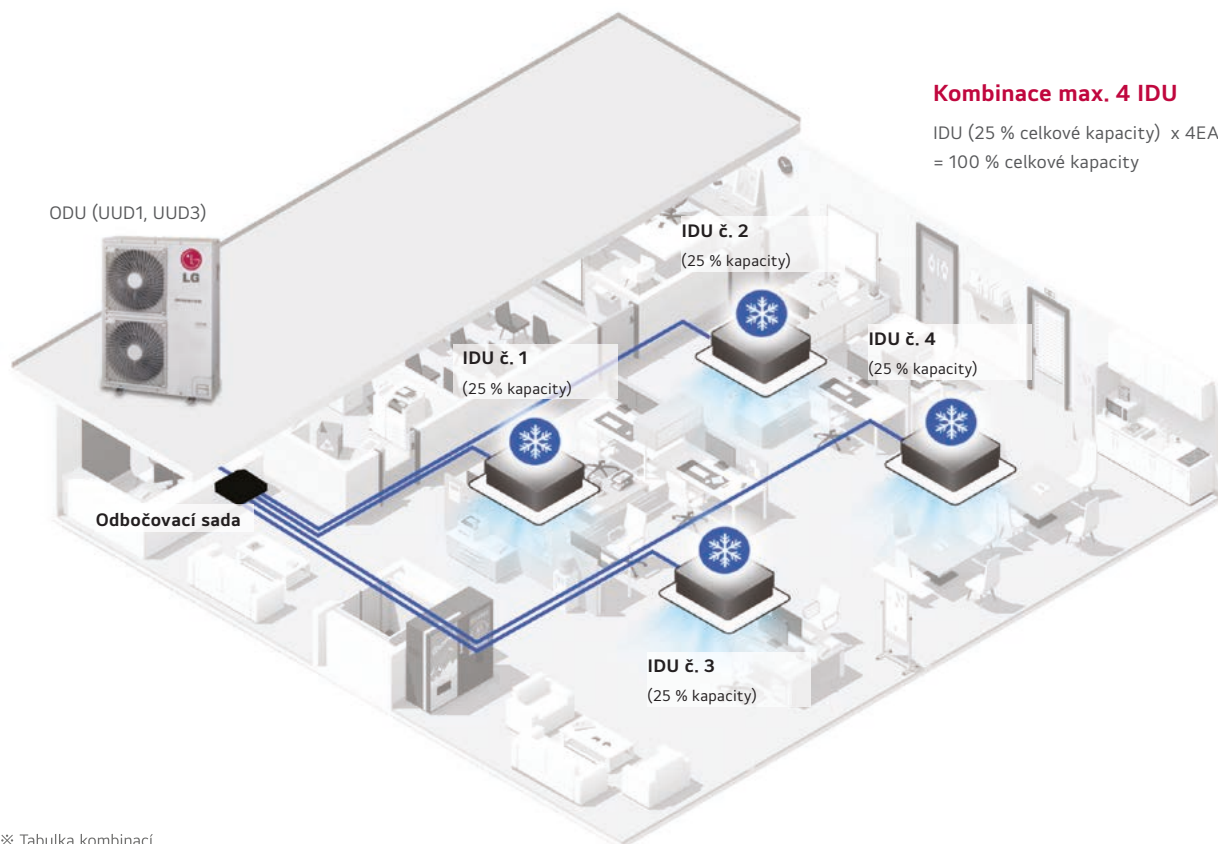 Kombinace max. 4 IDU
IDU (25 % celkové kapacity) x 4EA
= 100 % celkové kapacity
ODU (UUD1, UUD3)
LG
IDU č. 2
(25 % kapacity)
IDU č. 4
(25 % kapacity)
IDU č. 1
(25 % kapacity)
Odbočovací sada
IDU č. 3
(25 % kapacity)
※ Tabulka kombinací